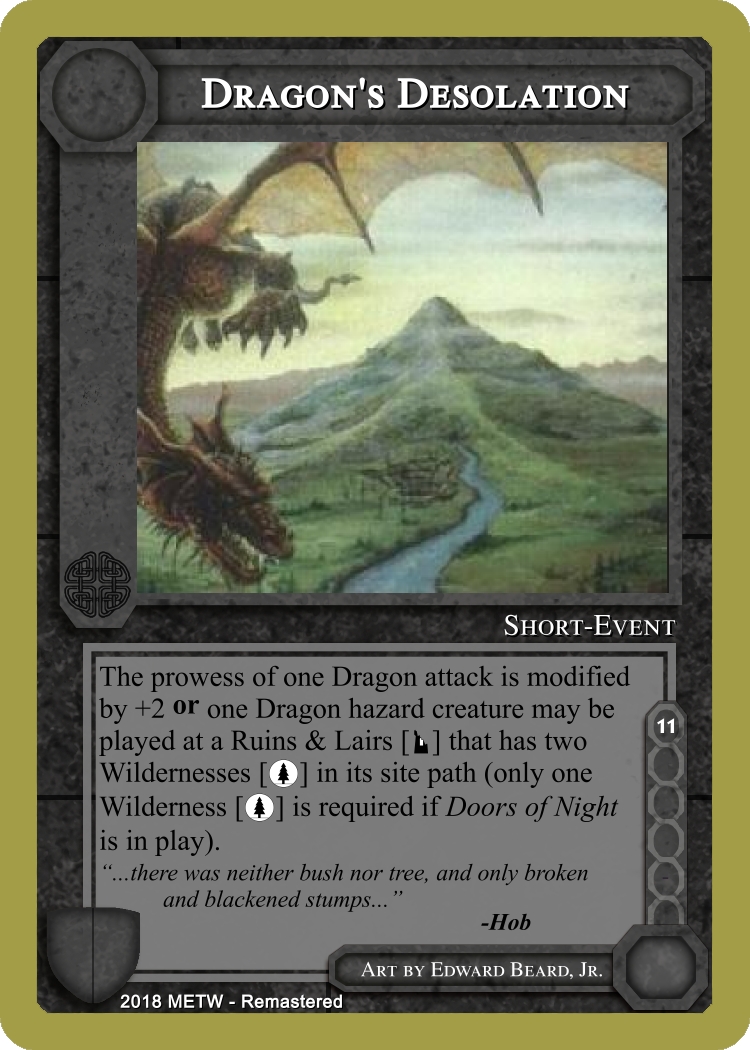 Dragon's Desolation
Short-Event
The prowess of one Dragon attack is modified
by +2 or one Dragon hazard creature may be
played at a Ruins & Lairs [] that has two
Wildernesses [] in its site path (only one
Wilderness [] is required if Doors of Night
is in play).
11
“...there was neither bush nor tree, and only broken
and blackened stumps...”
-Hob
Art by Edward Beard, Jr.
2018 METW - Remastered